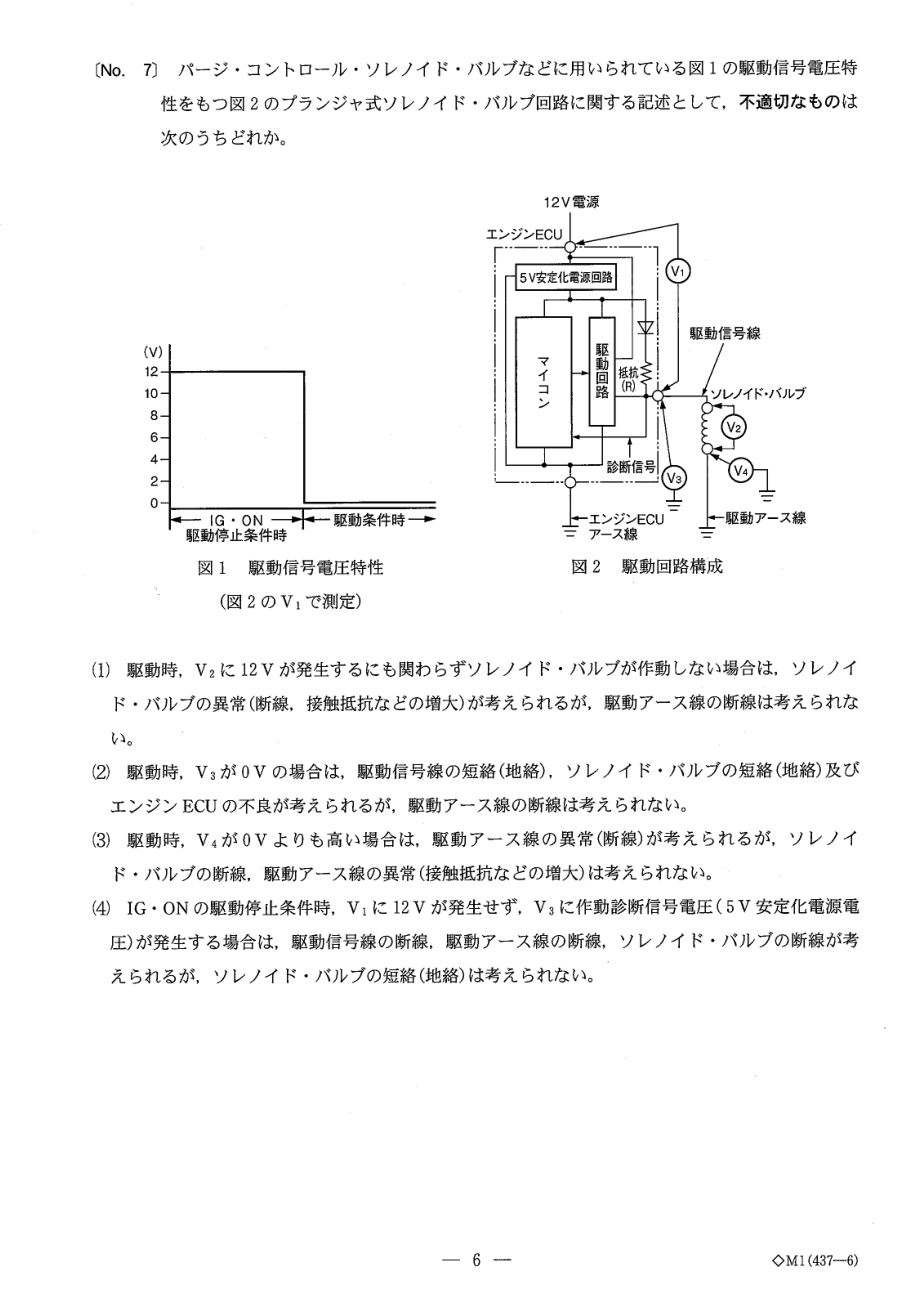 〔No. 7〕 パージ・コントロール・ソレノイド・バルブなどに用いられている図1の駆動信号電圧特
性をもつ図2のプランジャ式ソレノイド・バルブ回路に関する記述として，不適切なものは
次のうちどれか。
12V電源
エンジンECU
5V安定化電源回路
V1
マイコン
駆動回路
抵抗
(R)
診断信号
駆動信号線
ソレノイド・バルブ
V2
V3
V4
エンジンECU
アース線
駆動アース線
(V)
12
10
8
6
4
2
0
IG・ON
駆動停止条件時
駆動条件時
図1 駆動信号電圧特性
(図2のV1で測定)
図2 駆動回路構成
(1) 駆動時，V2に12Vが発生するにも関わらずソレノイド・バルブが作動しない場合は，ソレノイ
ド・バルブの異常(断線，接触抵抗などの増大)が考えられるが，駆動アース線の断線は考えられな
い。
(2) 駆動時，V3が0Vの場合は，駆動信号線の短絡(地絡)，ソレノイド・バルブの短絡(地絡)及び
エンジンECUの不良が考えられるが，駆動アース線の断線は考えられない。
(3) 駆動時，V4が0Vよりも高い場合は，駆動アース線の異常(断線)が考えられるが，ソレノイ
ド・バルブの断線，駆動アース線の異常(接触抵抗などの増大)は考えられない。
(4) IG・ONの駆動停止条件時，V1に12Vが発生せず，V3に作動診断信号電圧(5V安定化電源電
圧)が発生する場合は，駆動信号線の断線，駆動アース線の断線，ソレノイド・バルブの断線が考
えられるが，ソレノイド・バルブの短絡(地絡)は考えられない。
— 6 —
◇M1(437—6)